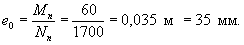 e₀ = Mₙ / Nₙ = 60 / 1700 = 0,035 м = 35 мм.